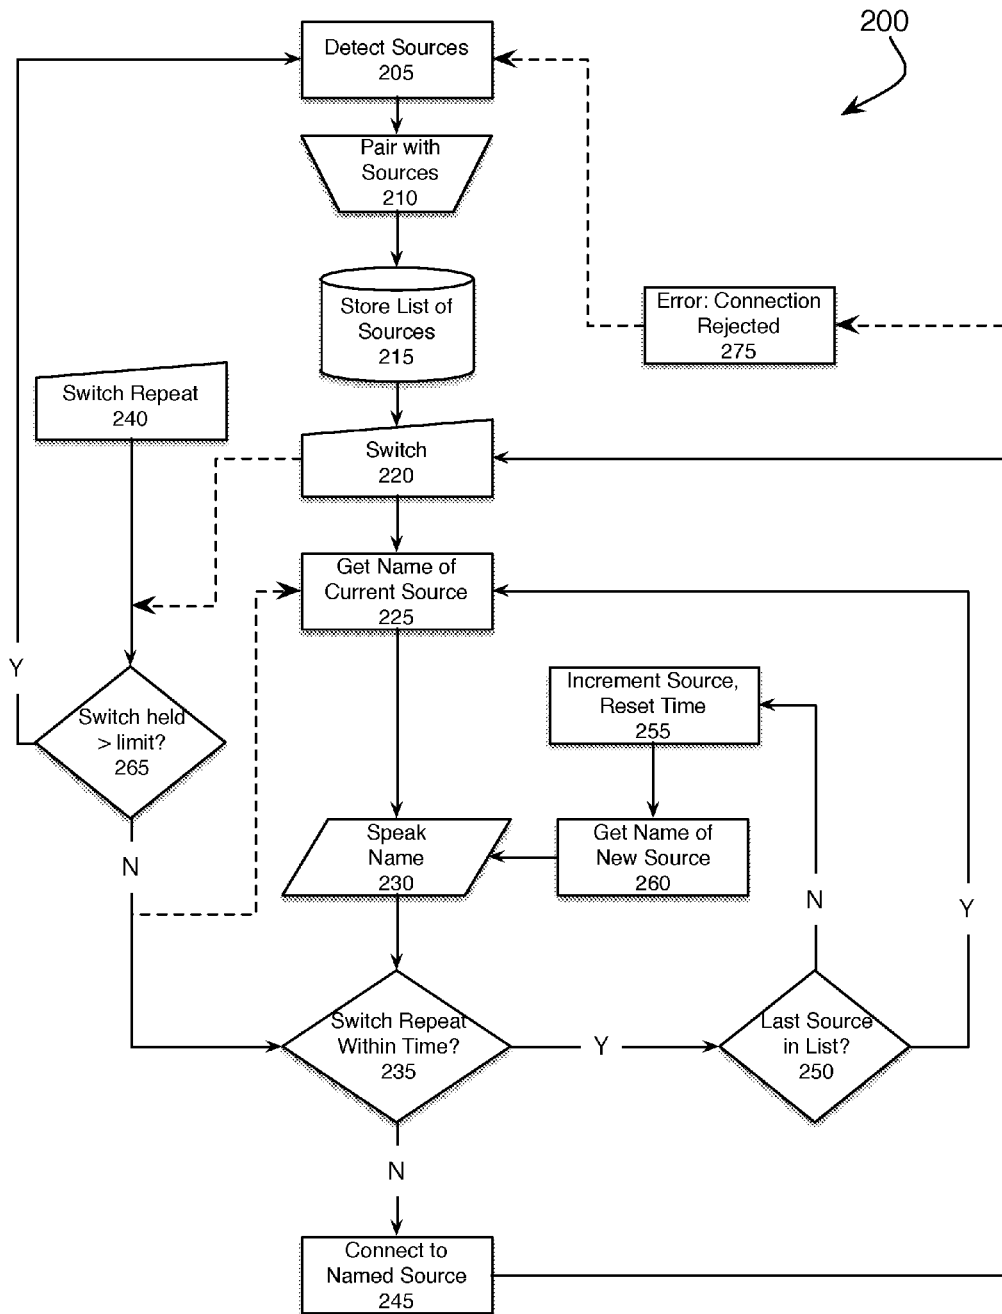 200
Detect Sources
205
Pair with
Sources
210
Store List of
Sources
215
Error: Connection
Rejected
275
Switch Repeat
240
Switch
220
Get Name of
Current Source
225
Y
Switch held
> limit?
265
Increment Source,
Reset Time
255
N
Speak
Name
230
Get Name of
New Source
260
N
Y
Switch Repeat
Within Time?
235
Y
Last Source
in List?
250
N
Connect to
Named Source
245